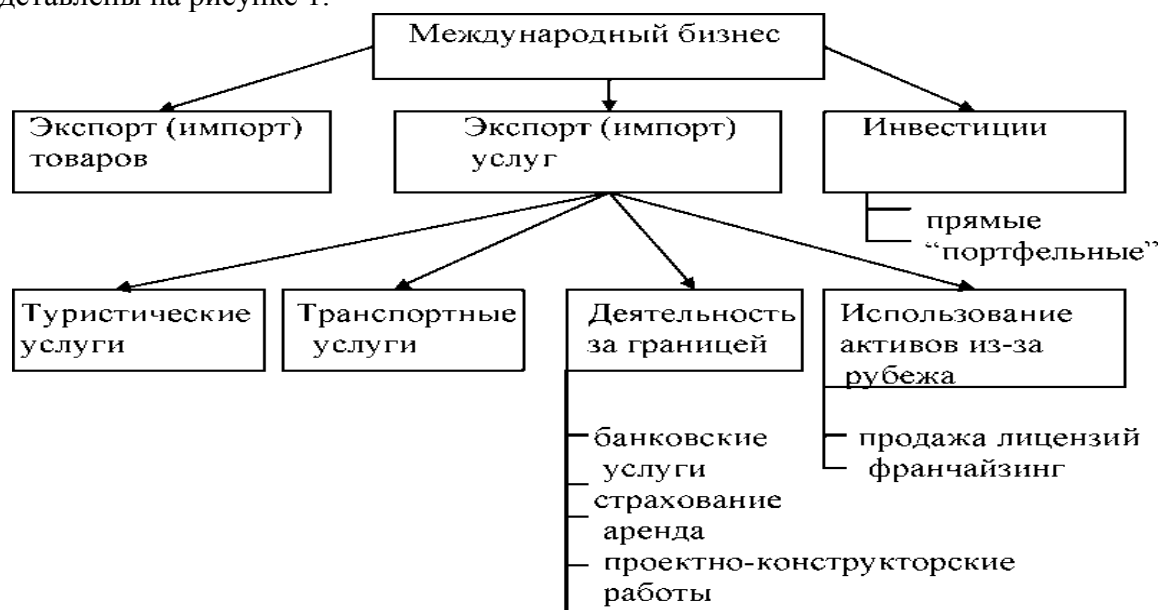 дставлены на рисунке 1.
Международный бизнес
Экспорт (импорт)
товаров
Экспорт (импорт)
услуг
Инвестиции
прямые
“портфельные”
Туристические
услуги
Транспортные
услуги
Деятельность
за границей
Использование
активов из-за
рубежа
банковские
услуги
страхование
аренда
проектно-конструкторские
работы
продажа лицензий
франчайзинг